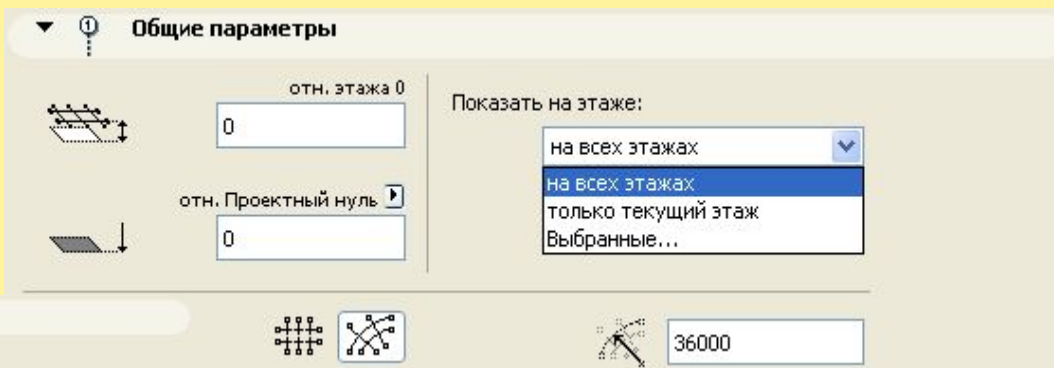 ① Общие параметры
отн. этажа 0
0
Показать на этаже:
на всех этажах
на всех этажах
только текущий этаж
Выбранные...
отн. Проектный нуль
0
36000